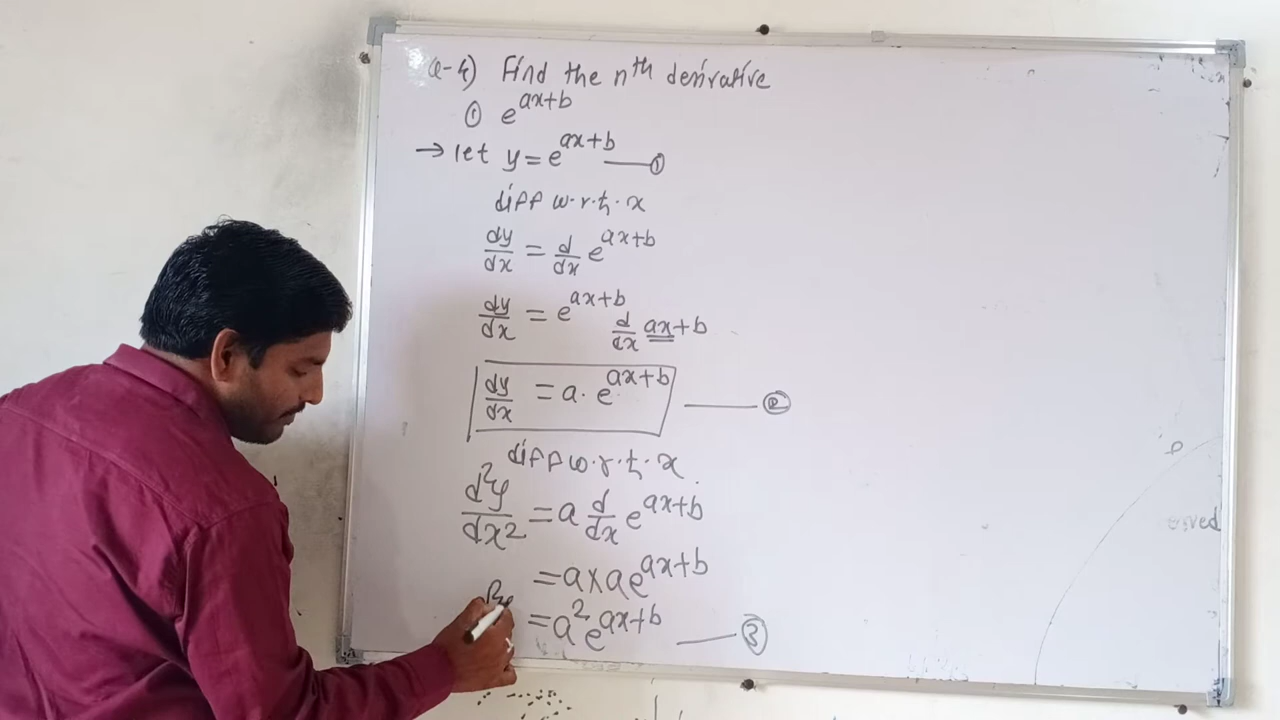 Q-4) Find the nth derivative
① e^ax+b
→ let y = e^ax+b ——①
diff w.r.t. x
dy/dx = d/dx e^ax+b
dy/dx = e^ax+b d/dx ax+b
dy/dx = a. e^ax+b ——②
diff w.r.t. x
d²y/dx² = a d/dx e^ax+b
= a×a e^ax+b
= a² e^ax+b ——③